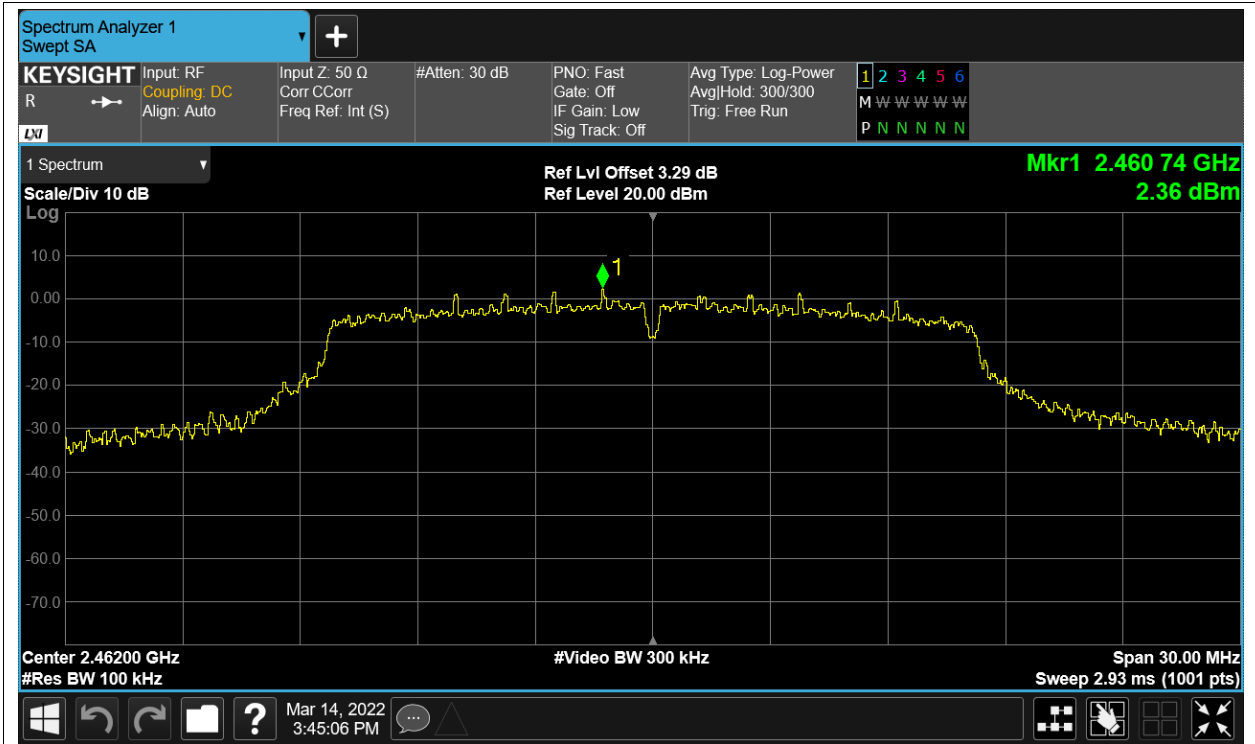 Spectrum Analyzer 1
Swept SA
+
KEYSIGHT
R
LXI
Input: RF
Coupling: DC
Align: Auto
Input Z: 50 Ω
Corr CCorr
Freq Ref: Int (S)
#Atten: 30 dB
PNO: Fast
Gate: Off
IF Gain: Low
Sig Track: Off
Avg Type: Log-Power
Avg|Hold: 300/300
Trig: Free Run
1 2 3 4 5 6
M W W W W W
P N N N N N
1 Spectrum
Scale/Div 10 dB
Log
Ref Lvl Offset 3.29 dB
Ref Level 20.00 dBm
Mkr1 2.460 74 GHz
2.36 dBm
1
10.0
0.00
-10.0
-20.0
-30.0
-40.0
-50.0
-60.0
-70.0
Center 2.46200 GHz
#Res BW 100 kHz
#Video BW 300 kHz
Span 30.00 MHz
Sweep 2.93 ms (1001 pts)
?
Mar 14, 2022
3:45:06 PM